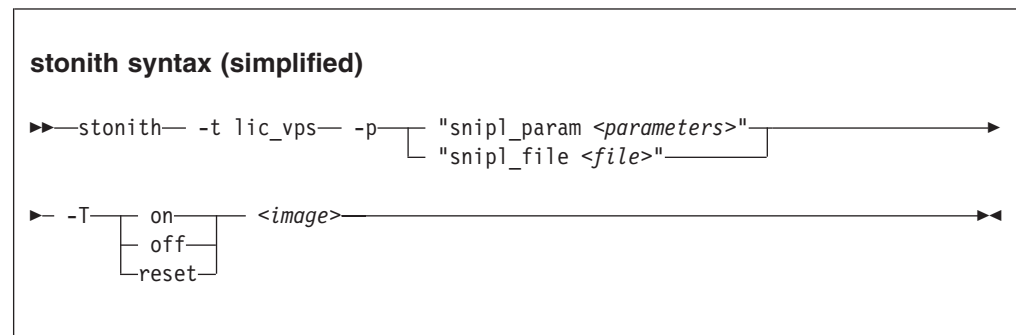 stonith syntax (simplified)
stonith -t lic_vps -p "snipl_param <parameters>"
"snipl_file <file>"
-T on <image>
off
reset